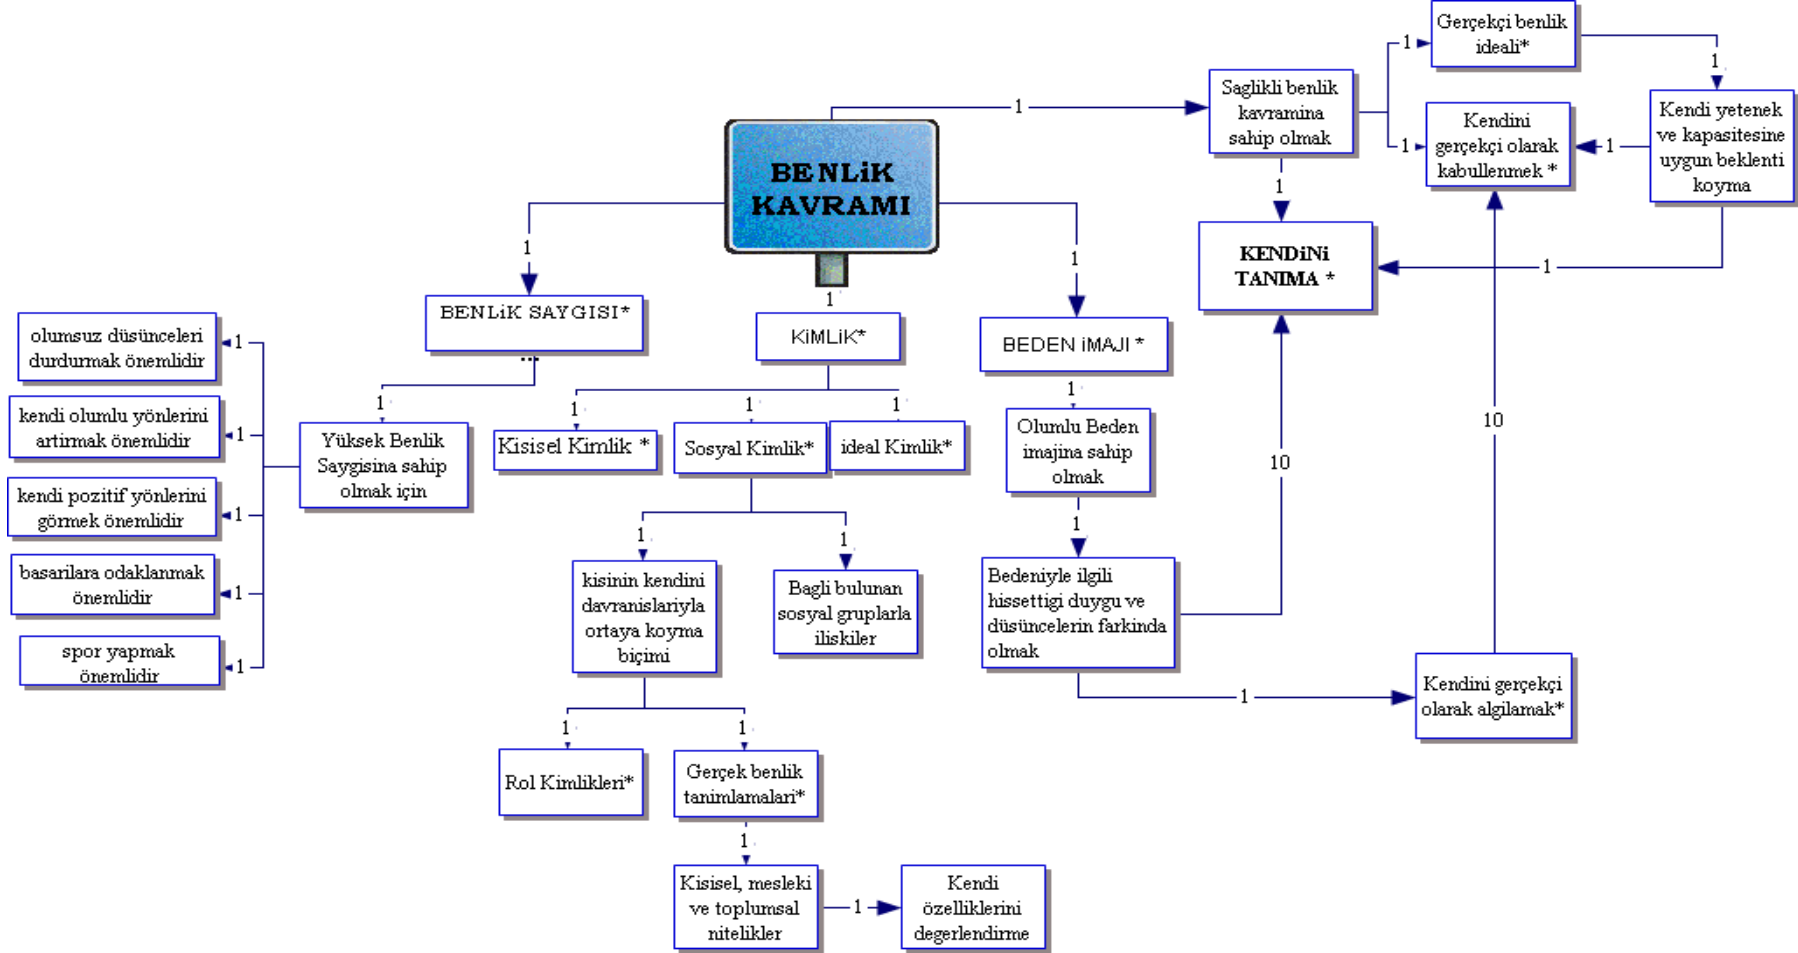 BENLiK
KAVRAMI
1
Saglikli benlik
kavramina
sahip olmak
1
Gerçekçi benlik
ideali*
1
Kendini
gerçekçi olarak
kabullenmek *
1
Kendi yetenek
ve kapasitesine
uygun beklenti
koyma
1
1
1
KENDiNi
TANIMA *
1
BENLiK SAYGISI*
...
1
Yüksek Benlik
Saygisina sahip
olmak için
1
olumsuz düsünceleri
durdurmak önemlidir
1
kendi olumlu yönlerini
artirmak önemlidir
1
kendi pozitif yönlerini
görmek önemlidir
1
basarilara odaklanmak
önemlidir
1
spor yapmak
önemlidir
1
KiMLiK*
1
Kisisel Kimlik *
1
Sosyal Kimlik*
1
ideal Kimlik*
1
kisinin kendini
davranislariyla
ortaya koyma
biçimi
1
Bagli bulunan
sosyal gruplarla
iliskiler
1
Rol Kimlikleri*
1
Gerçek benlik
tanimlamalari*
1
Kisisel, mesleki
ve toplumsal
nitelikler
1
Kendi
özelliklerini
degerlendirme
1
BEDEN iMAJI *
1
Olumlu Beden
imajina sahip
olmak
1
Bedeniyle ilgili
hissettigi duygu ve
düsüncelerin farkinda
olmak
10
1
Kendini gerçekçi
olarak algilamak*
10